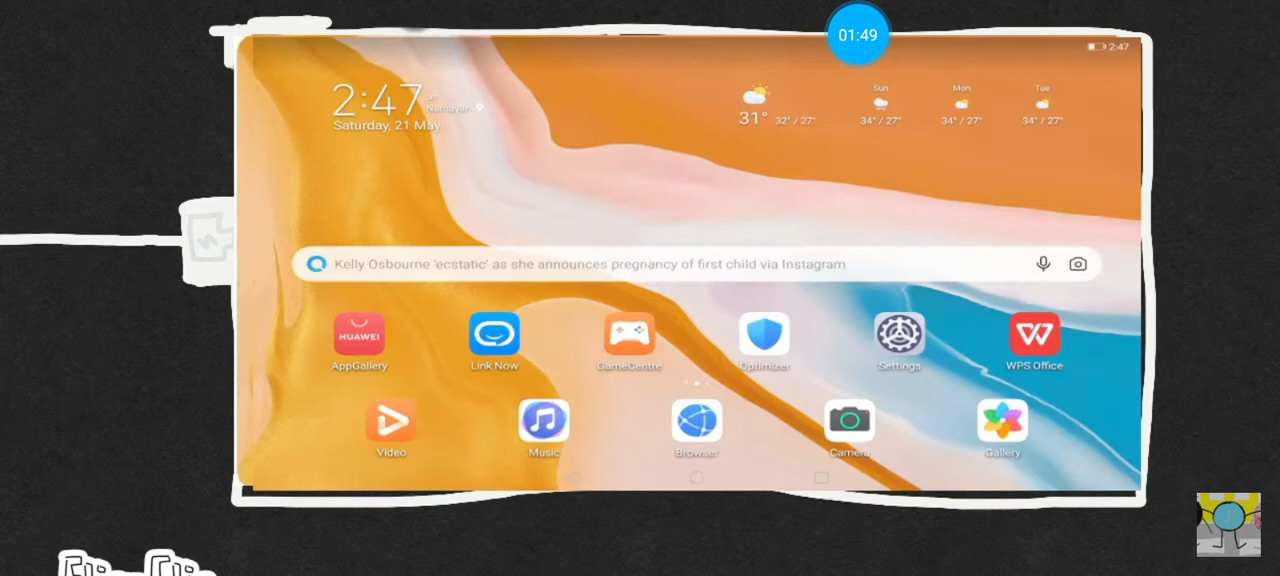 01:49
2:47
2:47
Namayan
Saturday, 21 May
31° 32° / 27°
Sun
34° / 27°
Mon
34° / 27°
Tue
34° / 27°
Kelly Osbourne 'ecstatic' as she announces pregnancy of first child via Instagram
HUAWEI
AppGallery
Link Now
GameCentre
Optimizer
Settings
WPS Office
Video
Music
Browser
Camera
Gallery